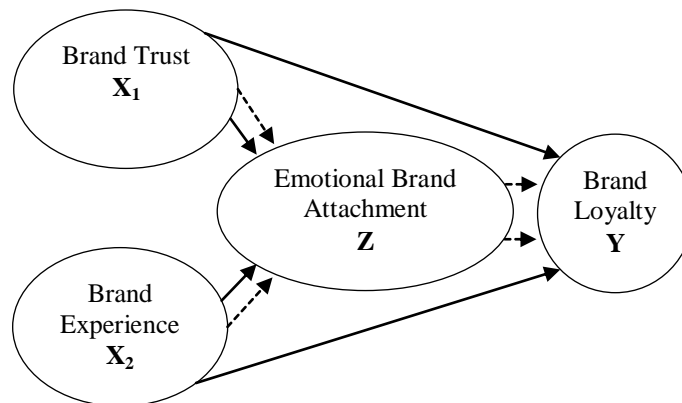 Brand Trust
X₁
Emotional Brand
Attachment
Z
Brand
Loyalty
Y
Brand
Experience
X₂